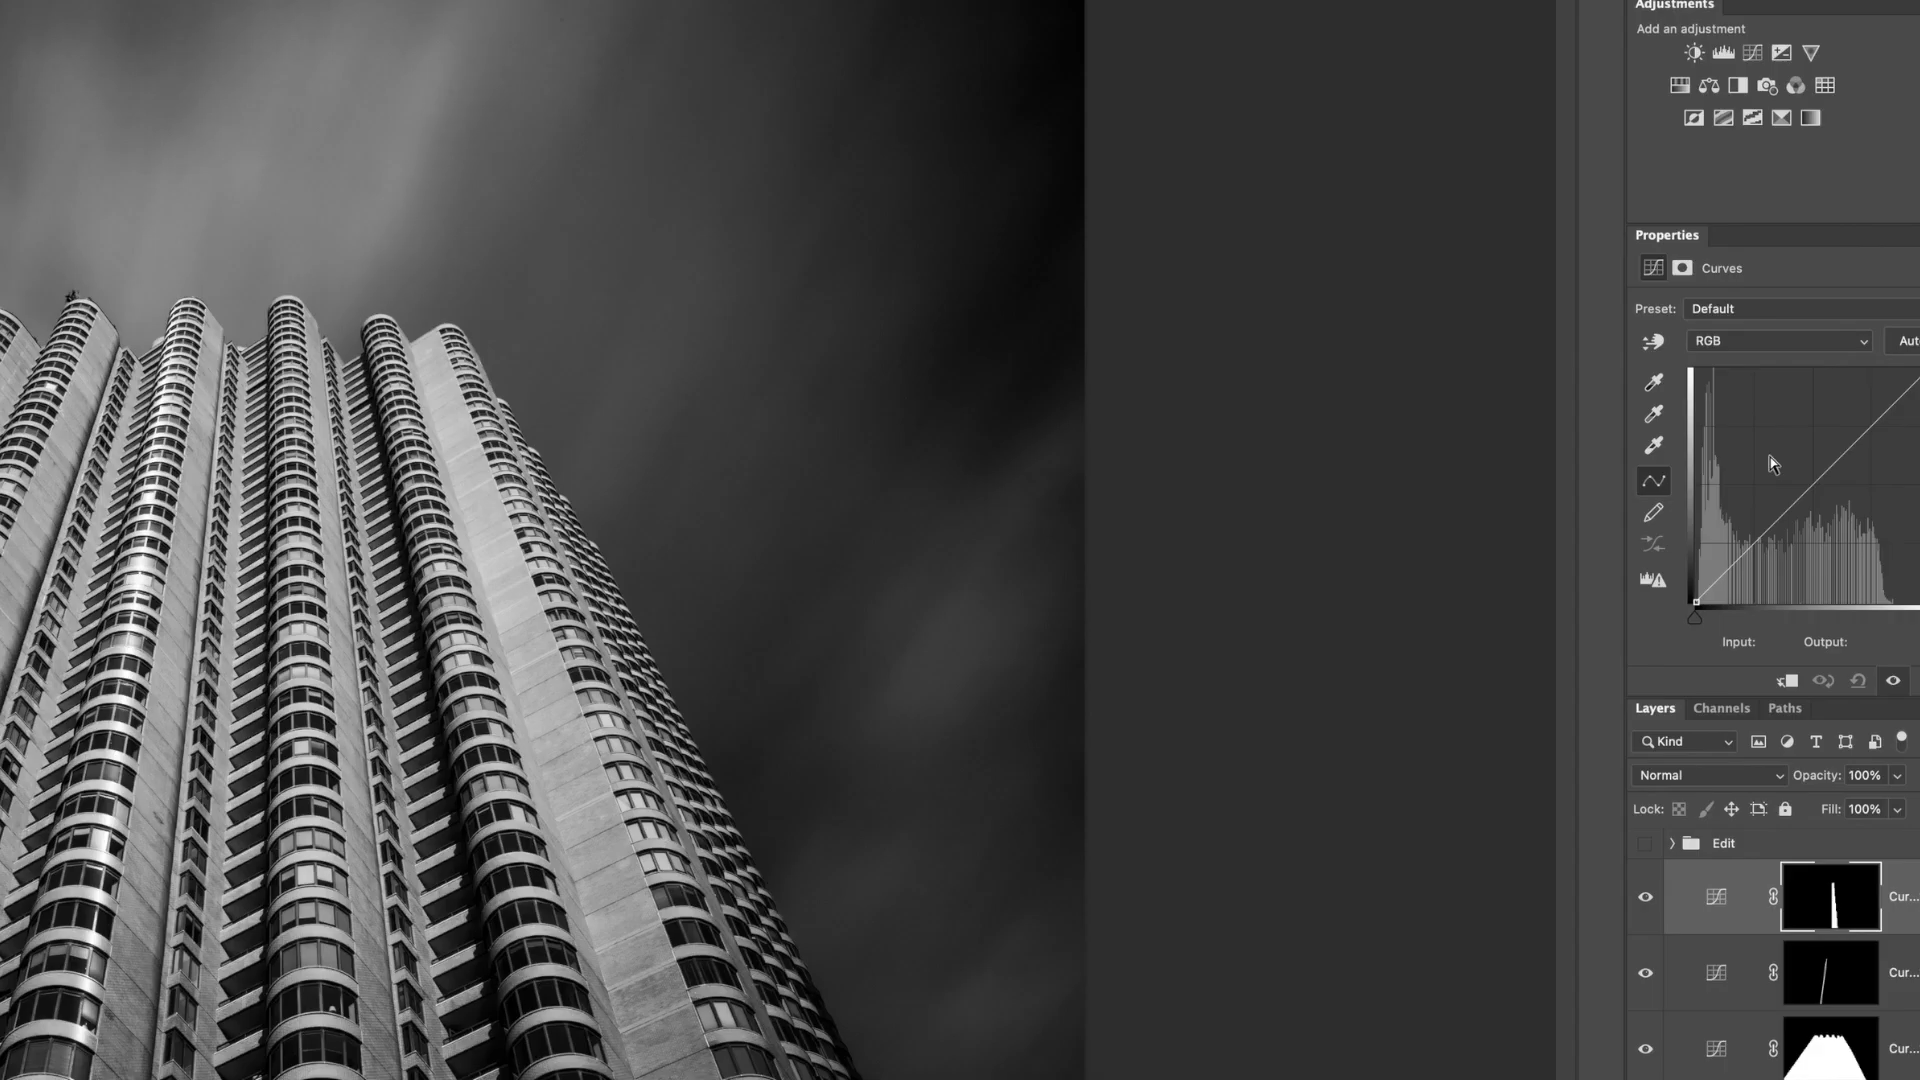 Adjustments
Add an adjustment
Properties
Curves
Preset: Default
RGB
Input: Output:
Layers Channels Paths
Kind
Normal Opacity: 100%
Lock: Fill: 100%
Edit
Cur...
Cur...
Cur...